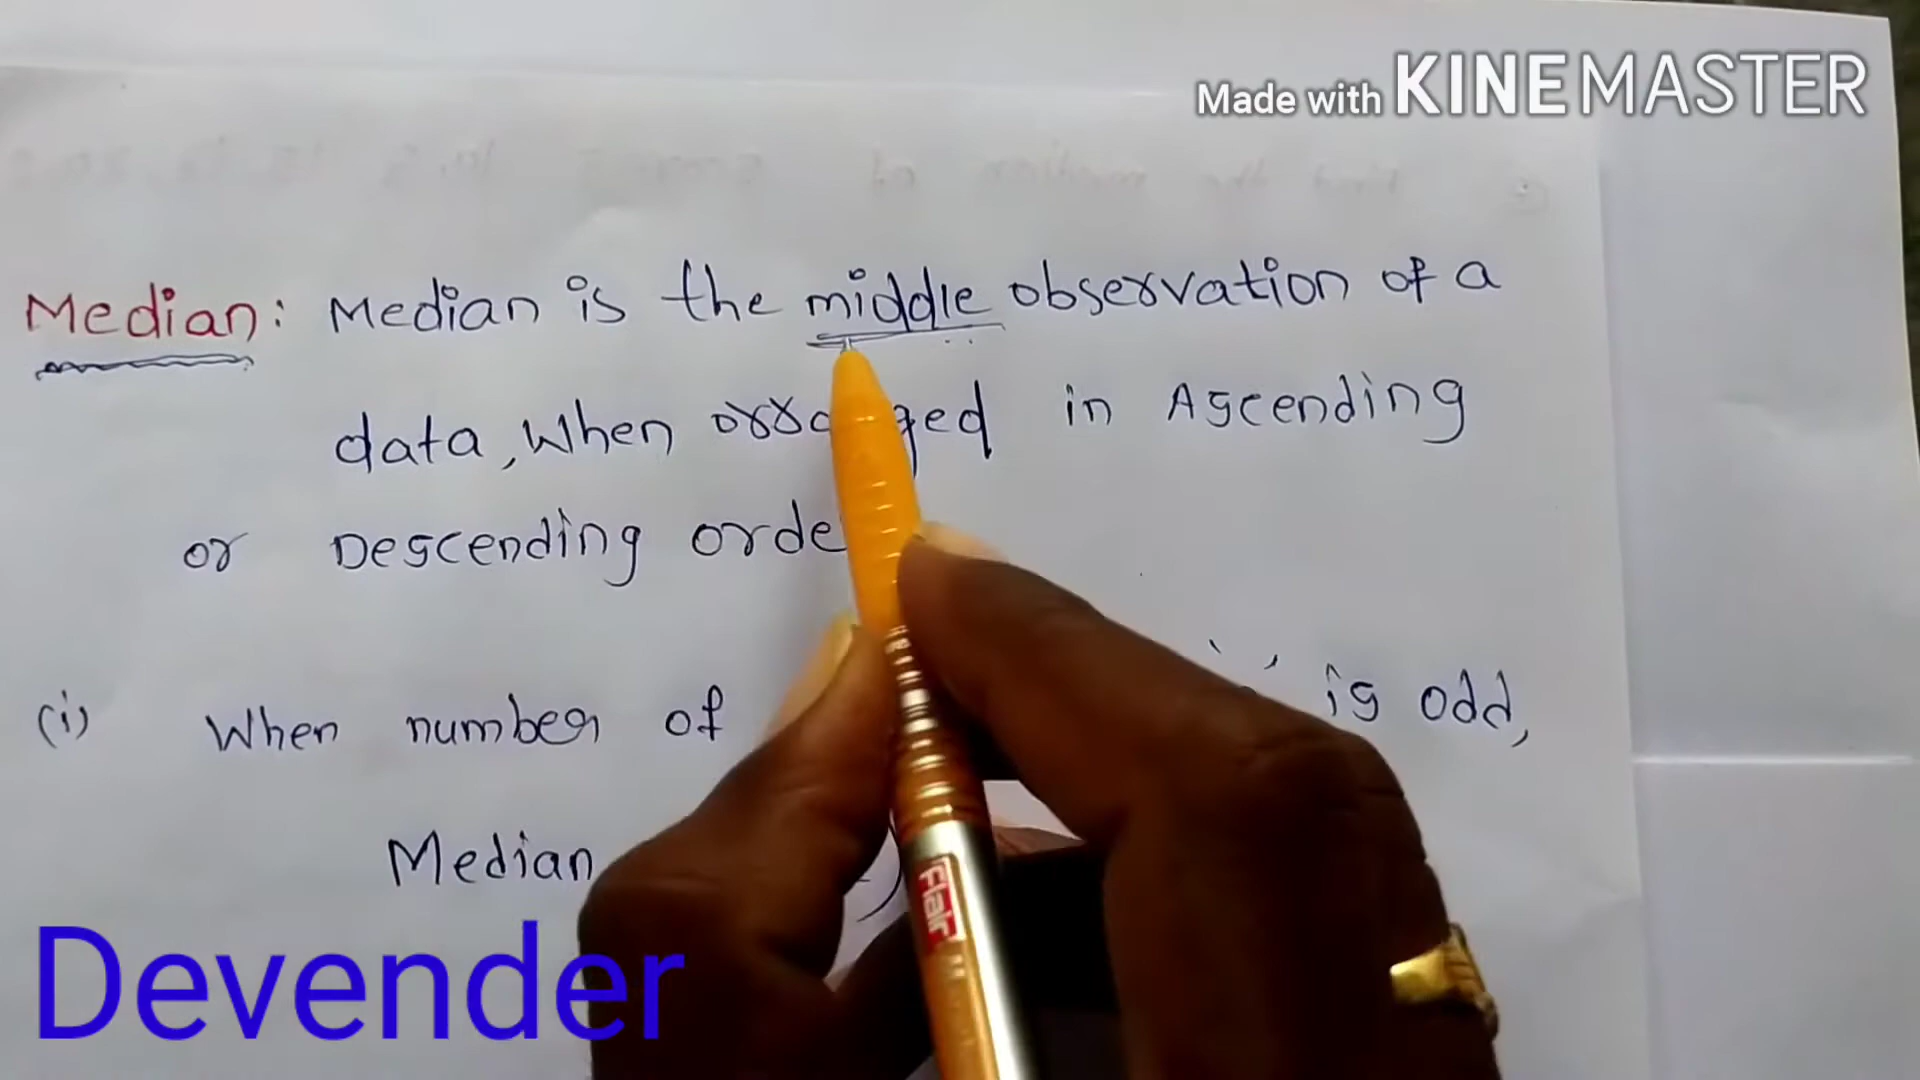 Made with KINEMASTER
Median: Median is the middle observation of a
data, when in Ascending
or Descending
(i) When number of is odd,
Median
Flair
Devender